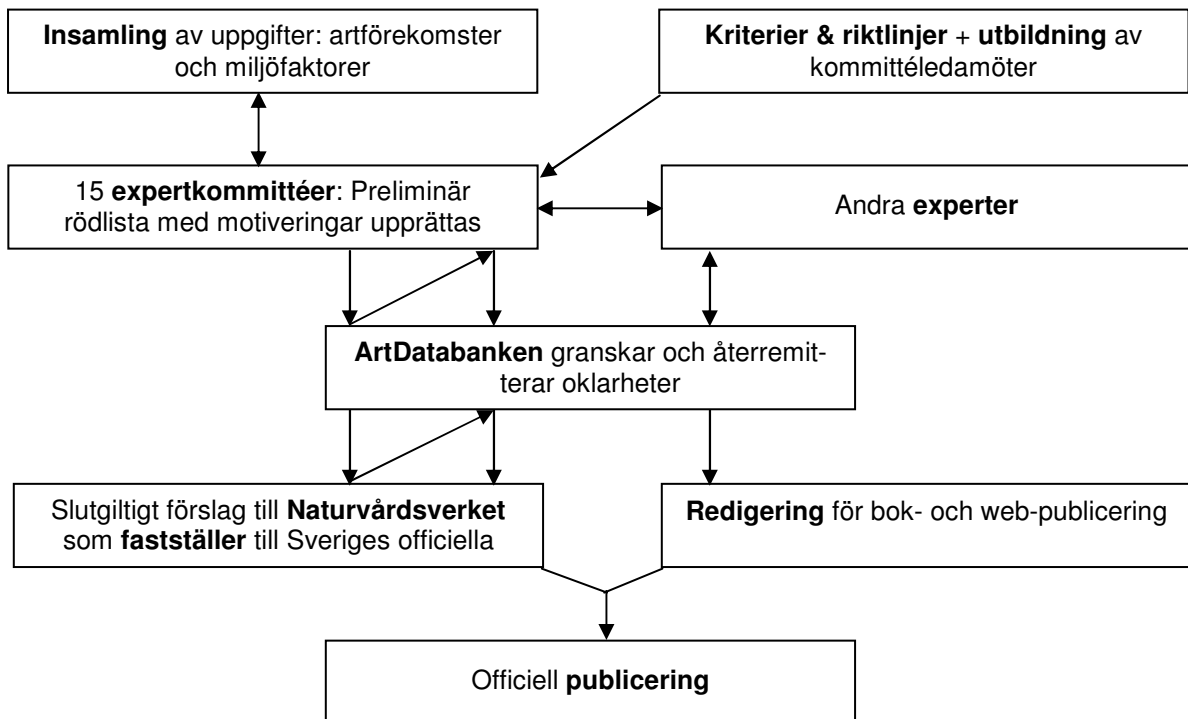 Insamling av uppgifter: artförekomster
och miljöfaktorer
Kriterier & riktlinjer + utbildning av
kommittéledamöter
15 expertkommittéer: Preliminär
rödlista med motiveringar upprättas
Andra experter
ArtDatabanken granskar och återremit-
terar oklarheter
Slutgiltigt förslag till Naturvårdsverket
som fastställer till Sveriges officiella
Redigering för bok- och web-publicering
Officiell publicering